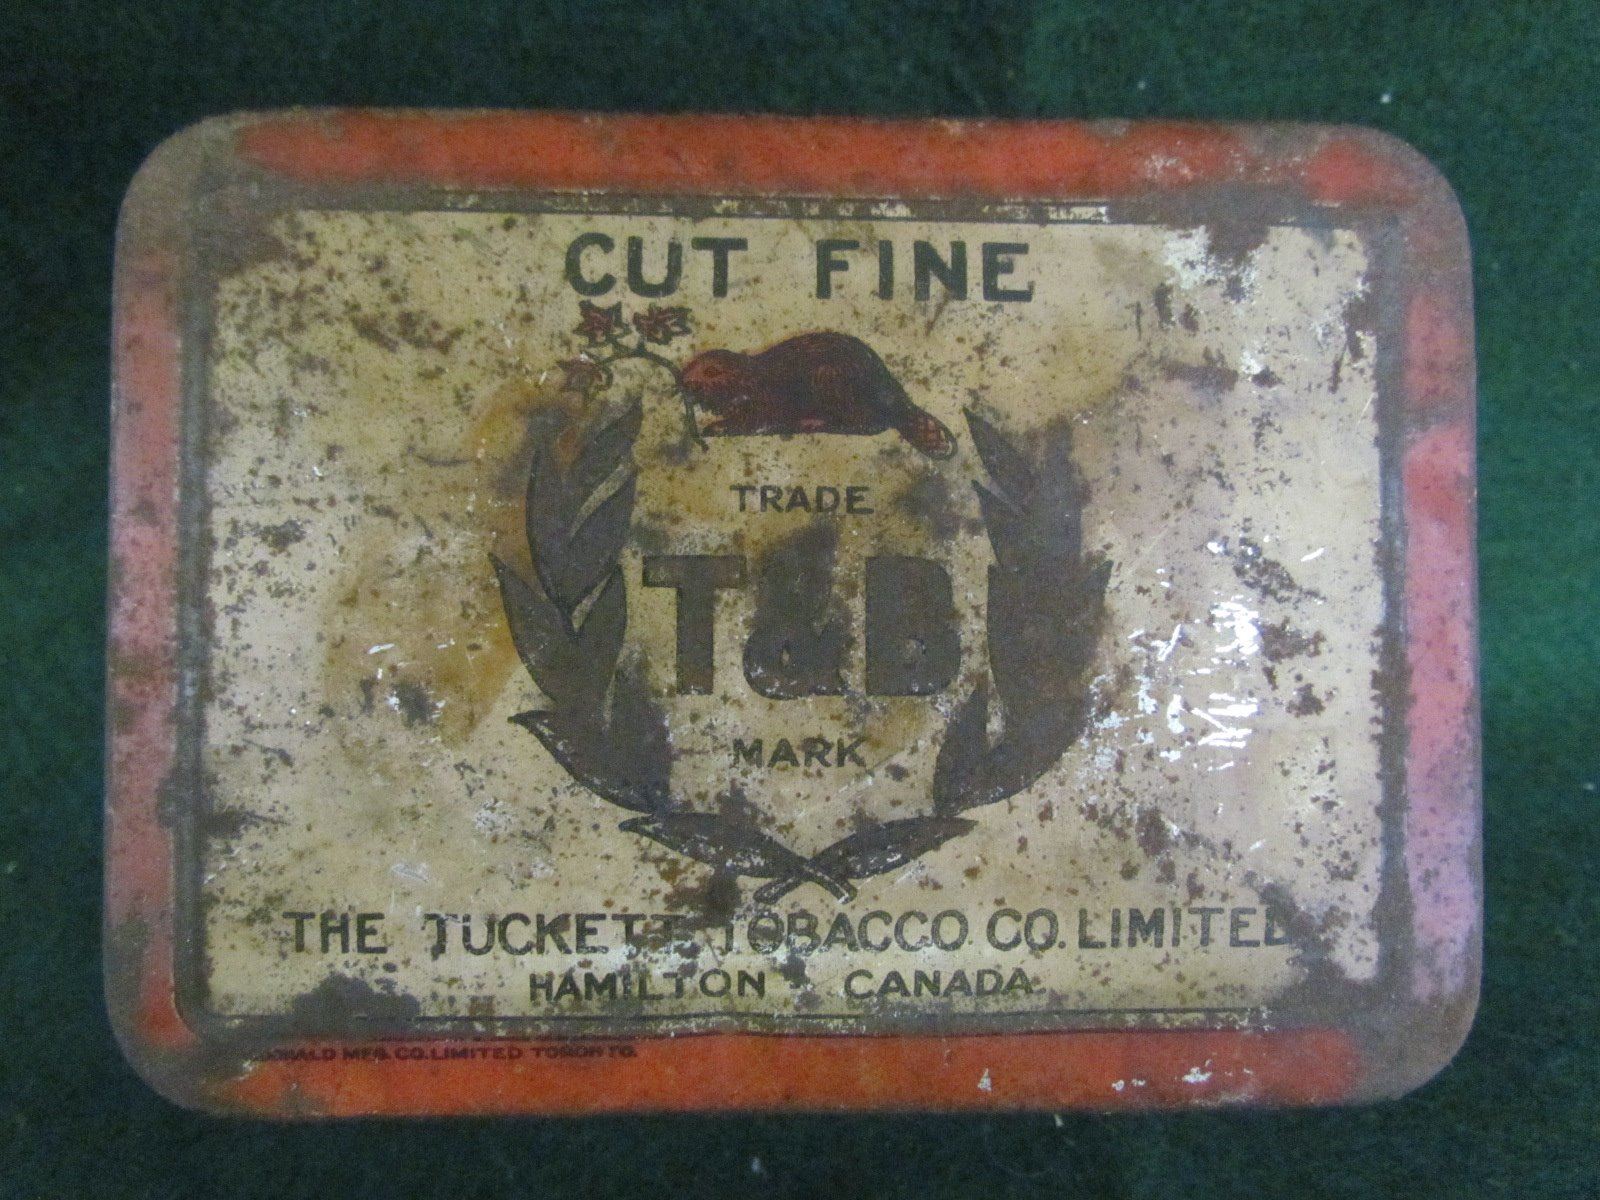 CUT FINE
TRADE
T&B
MARK
THE TUCKETT TOBACCO CO. LIMITED
HAMILTON CANADA
MFG. CO. LIMITED TORONTO.